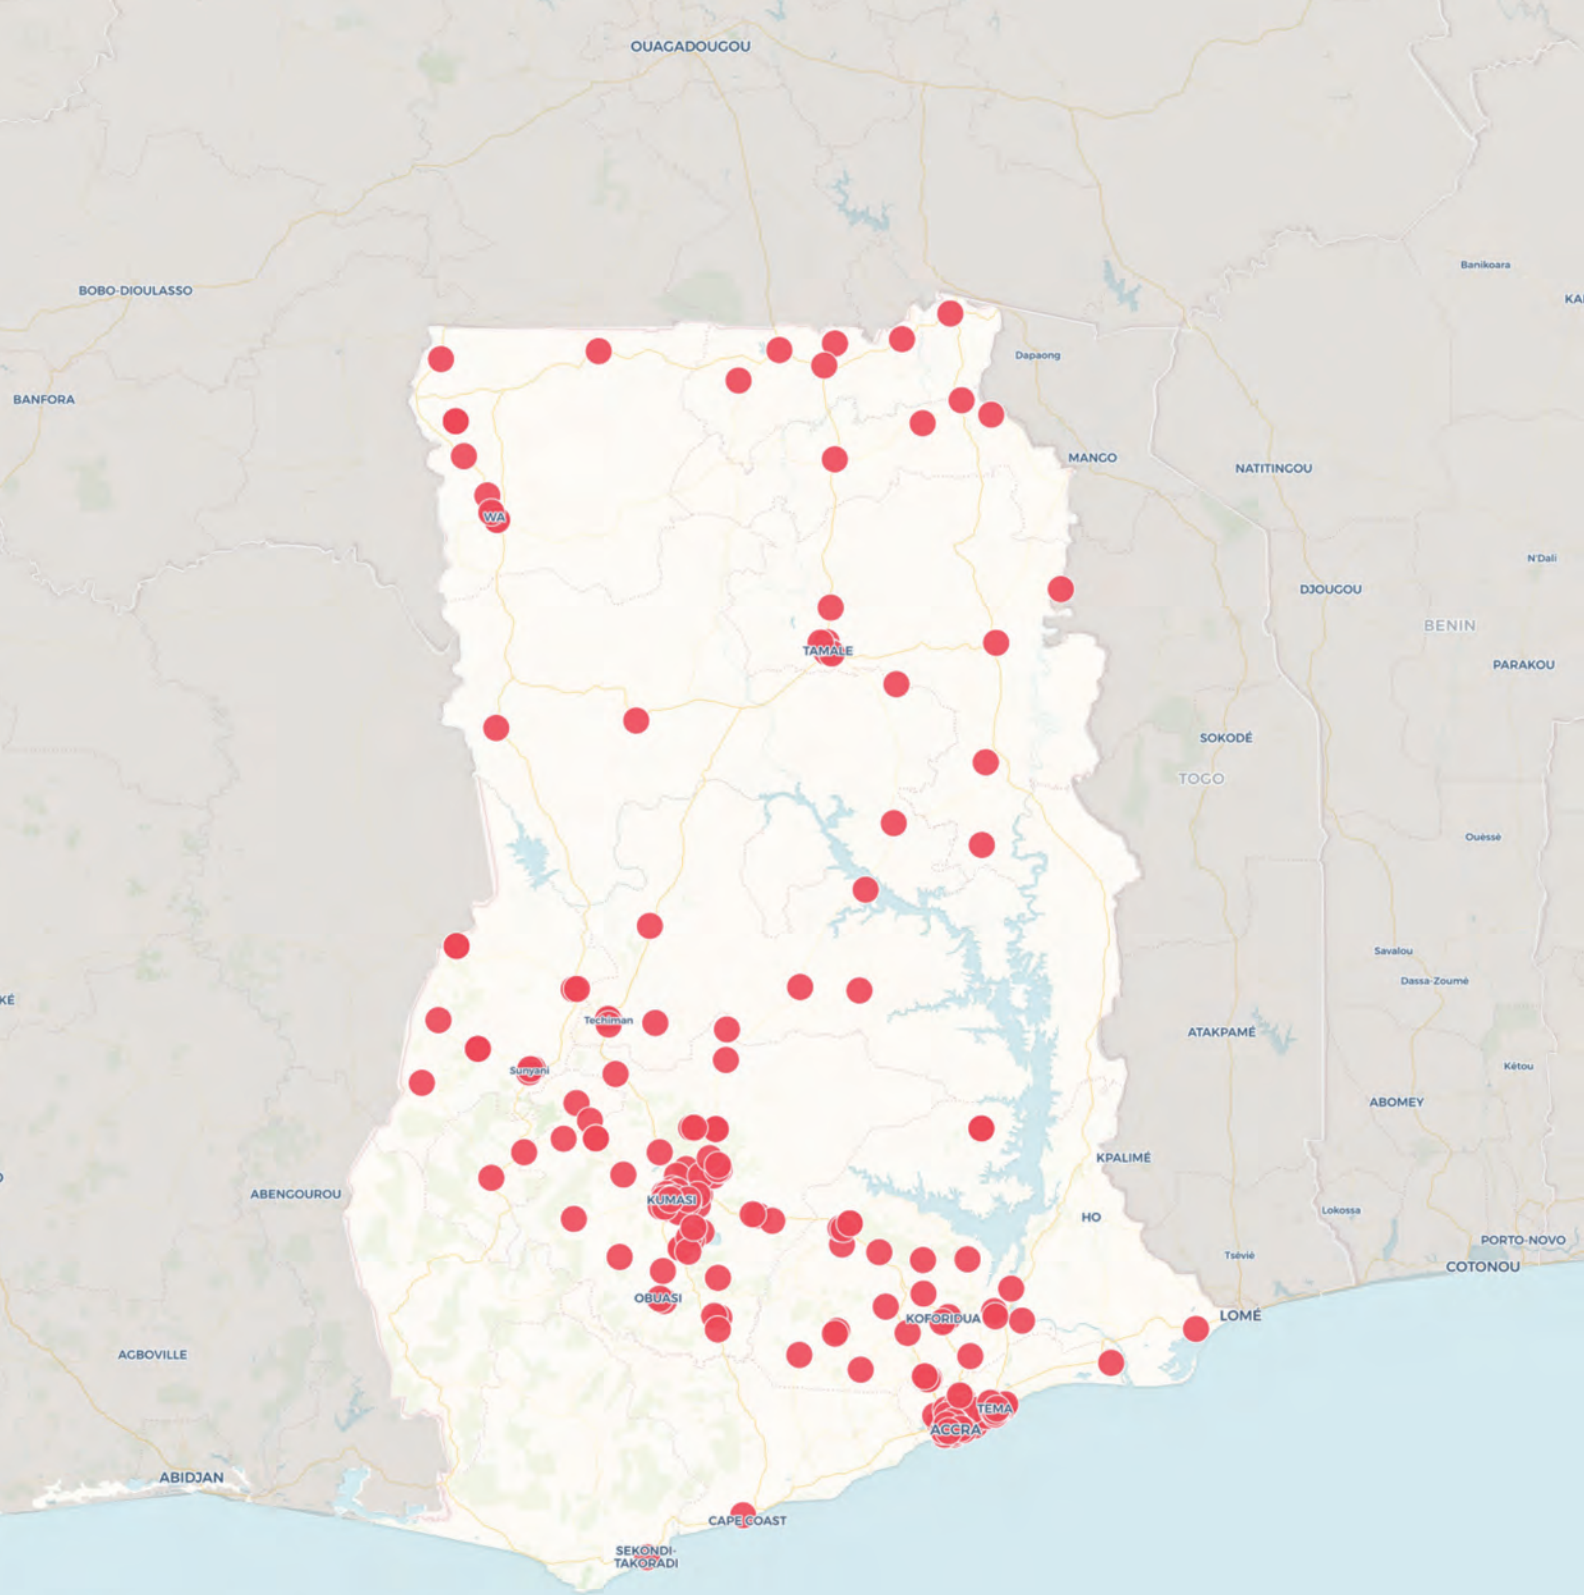 OUAGADOUGOU
Banikoara
BOBO-DIOULASSO
KA
Dapaong
BANFORA
MANGO
NATITINGOU
WA
N'Dali
DJOUGOU
BENIN
TAMALE
PARAKOU
SOKODÉ
TOGO
Ouèssè
Savalou
Dassa-Zoumé
KÉ
Techiman
ATAKPAMÉ
Sunyani
Kétou
ABOMEY
KPALIMÉ
ABENGOUROU
KUMASI
Lokossa
HO
PORTO-NOVO
Tsévié
COTONOU
OBUASI
KOFORIDUA
LOMÉ
AGBOVILLE
TEMA
ACCRA
ABIDJAN
CAPE COAST
SEKONDI-
TAKORADI